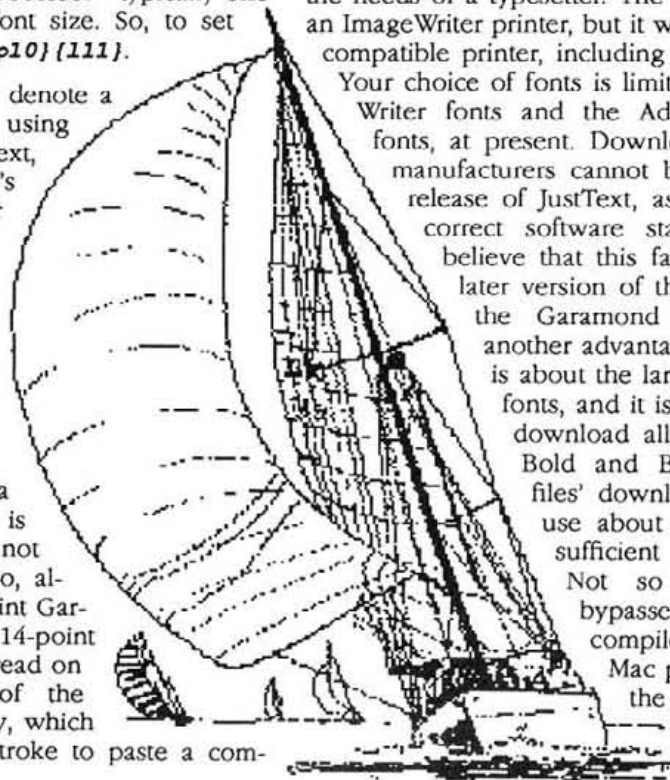 typically,
ont size. So, to set
p10}{111}.
denote a
using
ext,
's
a
is
not
o, al-
int Gar-
14-point
read on
of the
y, which
troke to paste a com-
the needs of a typesetter. The
an ImageWriter printer, but it w
compatible printer, including
Your choice of fonts is limit
Writer fonts and the Ad
fonts, at present. Downlo
manufacturers cannot b
release of JustText, as
correct software sta
believe that this fa
later version of th
the Garamond
another advanta
is about the lar
fonts, and it is
download all
Bold and B
files' downl
use about
sufficient
Not so
bypasse
compile
Mac p
the